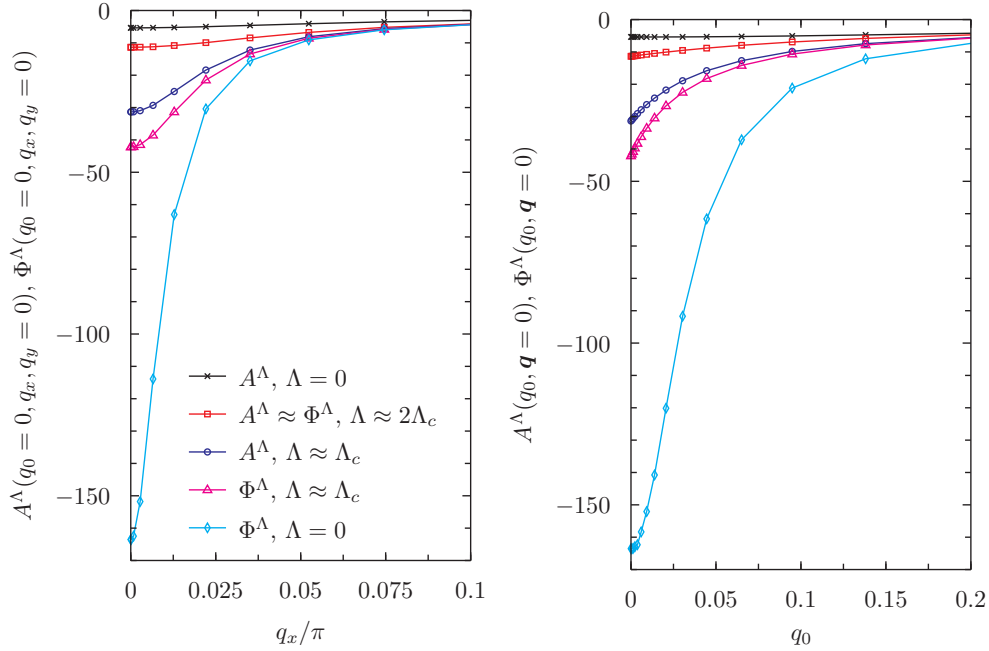 A^Λ(q_0 = 0, q_x, q_y = 0), Φ^Λ(q_0 = 0, q_x, q_y = 0)
0
−50
−100
−150
A^Λ, Λ = 0
A^Λ ≈ Φ^Λ, Λ ≈ 2Λ_c
A^Λ, Λ ≈ Λ_c
Φ^Λ, Λ ≈ Λ_c
Φ^Λ, Λ = 0
0 0.025 0.05 0.075 0.1
q_x/π
A^Λ(q_0, q = 0), Φ^Λ(q_0, q = 0)
0
−50
−100
−150
0 0.05 0.1 0.15 0.2
q_0